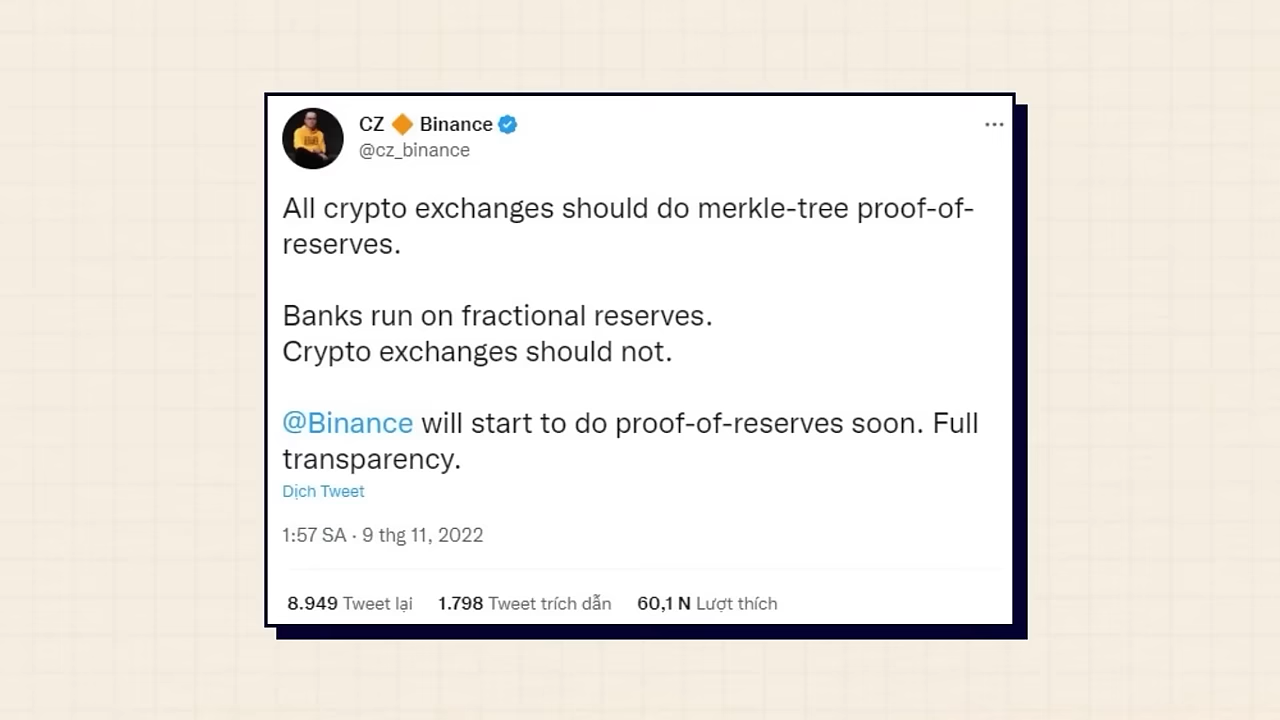 CZ 🔶 Binance
@cz_binance
All crypto exchanges should do merkle-tree proof-of-
reserves.
Banks run on fractional reserves.
Crypto exchanges should not.
@Binance will start to do proof-of-reserves soon. Full
transparency.
Dịch Tweet
1:57 SA · 9 thg 11, 2022
8.949 Tweet lại 1.798 Tweet trích dẫn 60,1 N Lượt thích